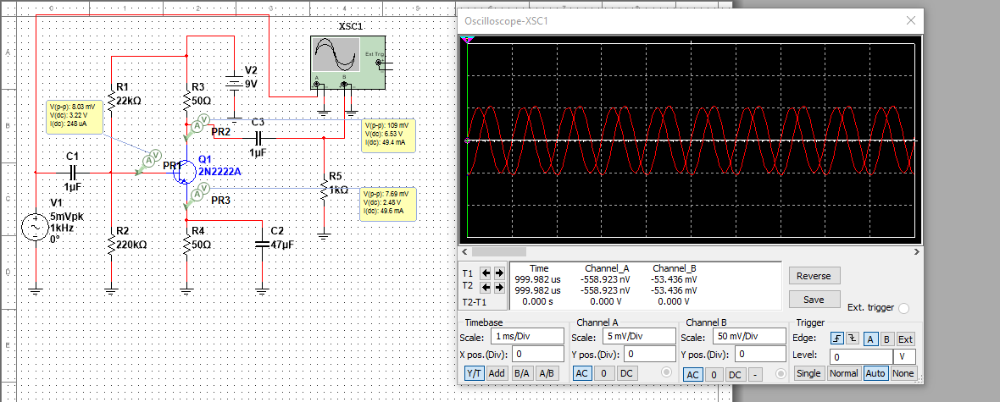 0
1
2
3
4
5
A
B
C
D
E
XSC1
Ext Trig
A
B
V2
9V
R1
22kΩ
R3
50Ω
V(p-p): 8.03 mV
V(dc): 3.22 V
I(dc): 248 uA
A
V
PR2
C3
1µF
V(p-p): 109 mV
V(dc): 6.53 V
I(dc): 49.4 mA
C1
1µF
A
V
PR1
Q1
2N2222A
R5
1kΩ
A
V
PR3
V(p-p): 7.69 mV
V(dc): 2.48 V
I(dc): 49.6 mA
V1
5mVpk
1kHz
0°
R2
220kΩ
R4
50Ω
C2
47µF
Oscilloscope-XSC1
Time Channel_A Channel_B
T1 999.982 us -558.923 nV -53.436 mV
T2 999.982 us -558.923 nV -53.436 mV
T2-T1 0.000 s 0.000 V 0.000 V
Reverse
Save
Ext. trigger
Timebase
Scale: 1 ms/Div
X pos.(Div): 0
Y/T Add B/A A/B
Channel A
Scale: 5 mV/Div
Y pos.(Div): 0
AC 0 DC
Channel B
Scale: 50 mV/Div
Y pos.(Div): 0
AC 0 DC -
Trigger
Edge: A B Ext
Level: 0 V
Single Normal Auto None